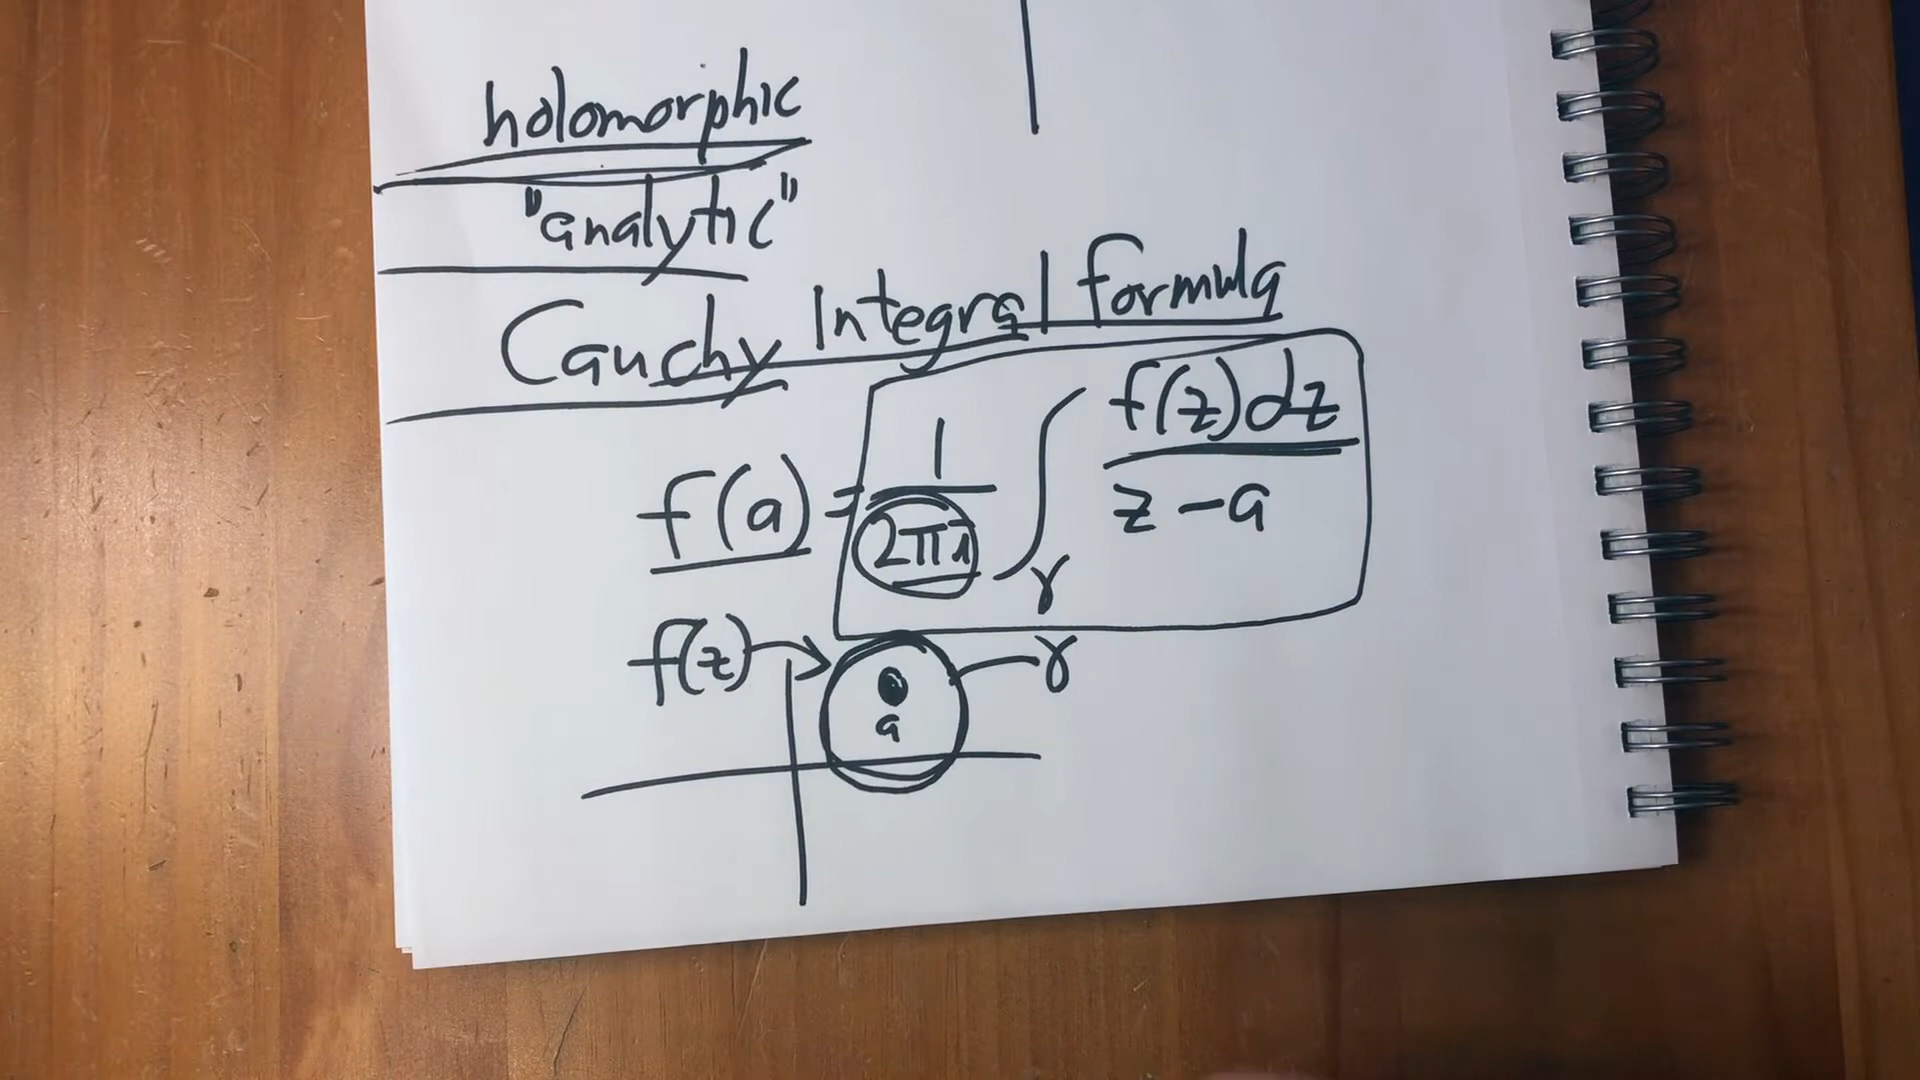 holomorphic
"analytic"
Cauchy Integral formula
f(a) = 1/2πi ∫γ f(z)dz/z-a
f(z) γ
a